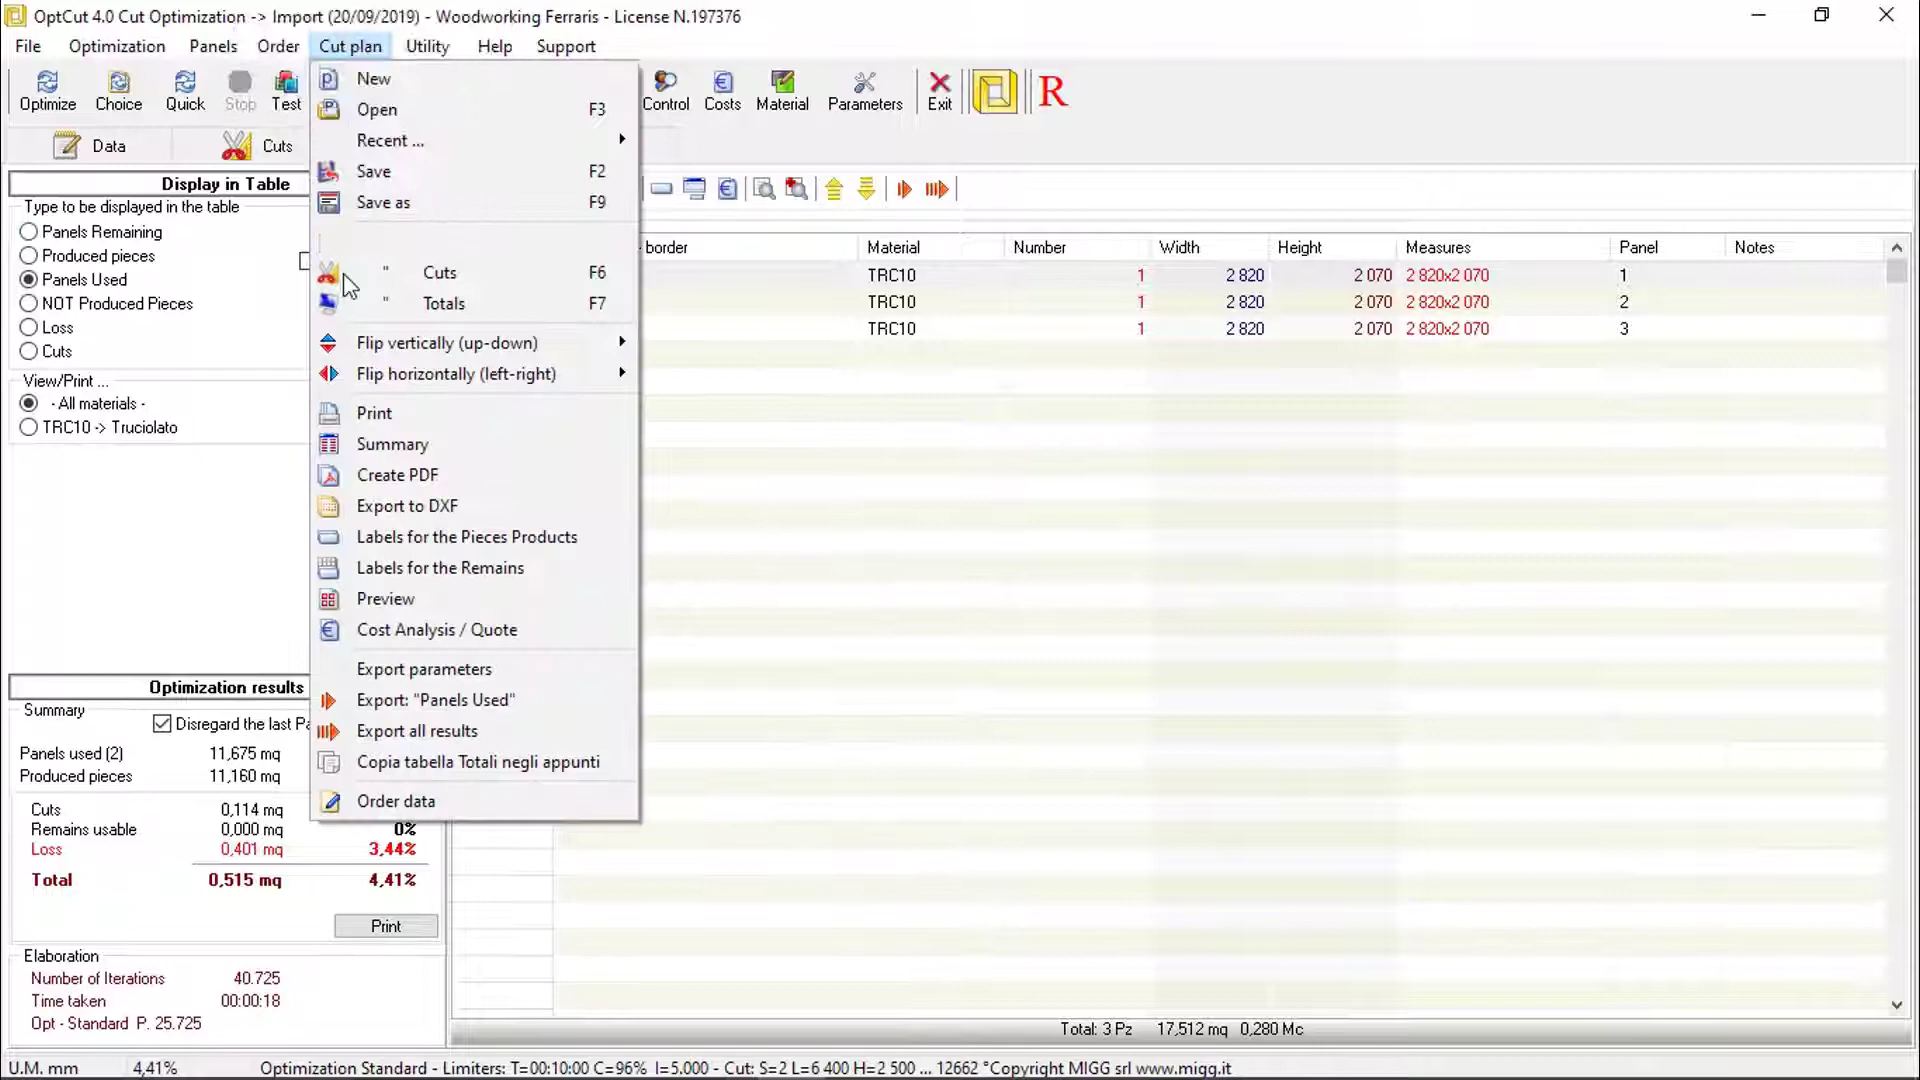 OptCut 4.0 Cut Optimization -> Import (20/09/2019) - Woodworking Ferraris - License N.197376
File Optimization Panels Order Cut plan Utility Help Support
Optimize Choice Quick Stop Test Control Costs Material Parameters Exit R
Data Cuts
New
Open F3
Recent ...
Save F2
Save as F9
" Cuts F6
" Totals F7
Flip vertically (up-down)
Flip horizontally (left-right)
Print
Summary
Create PDF
Export to DXF
Labels for the Pieces Products
Labels for the Remains
Preview
Cost Analysis / Quote
Export parameters
Export: "Panels Used"
Export all results
Copia tabella Totali negli appunti
Order data
Display in Table
Type to be displayed in the table
Panels Remaining
Produced pieces
Panels Used
NOT Produced Pieces
Loss
Cuts
View/Print ...
- All materials -
TRC10 -> Truciolato
border Material Number Width Height Measures Panel Notes
TRC10 1 2 820 2 070 2 820x2 070 1
TRC10 1 2 820 2 070 2 820x2 070 2
TRC10 1 2 820 2 070 2 820x2 070 3
Optimization results
Summary
Disregard the last
Panels used (2) 11,675 mq
Produced pieces 11,160 mq
Cuts 0,114 mq
Remains usable 0,000 mq 0%
Loss 0,401 mq 3,44%
Total 0,515 mq 4,41%
Print
Elaboration
Number of Iterations 40.725
Time taken 00:00:18
Opt - Standard P. 25.725
Total: 3 Pz 17,512 mq 0,280 Mc
U.M. mm 4,41% Optimization Standard - Limiters: T=00:10:00 C=96% I=5.000 - Cut: S=2 L=6 400 H=2 500 ... 12662 °Copyright MIGG srl www.migg.it